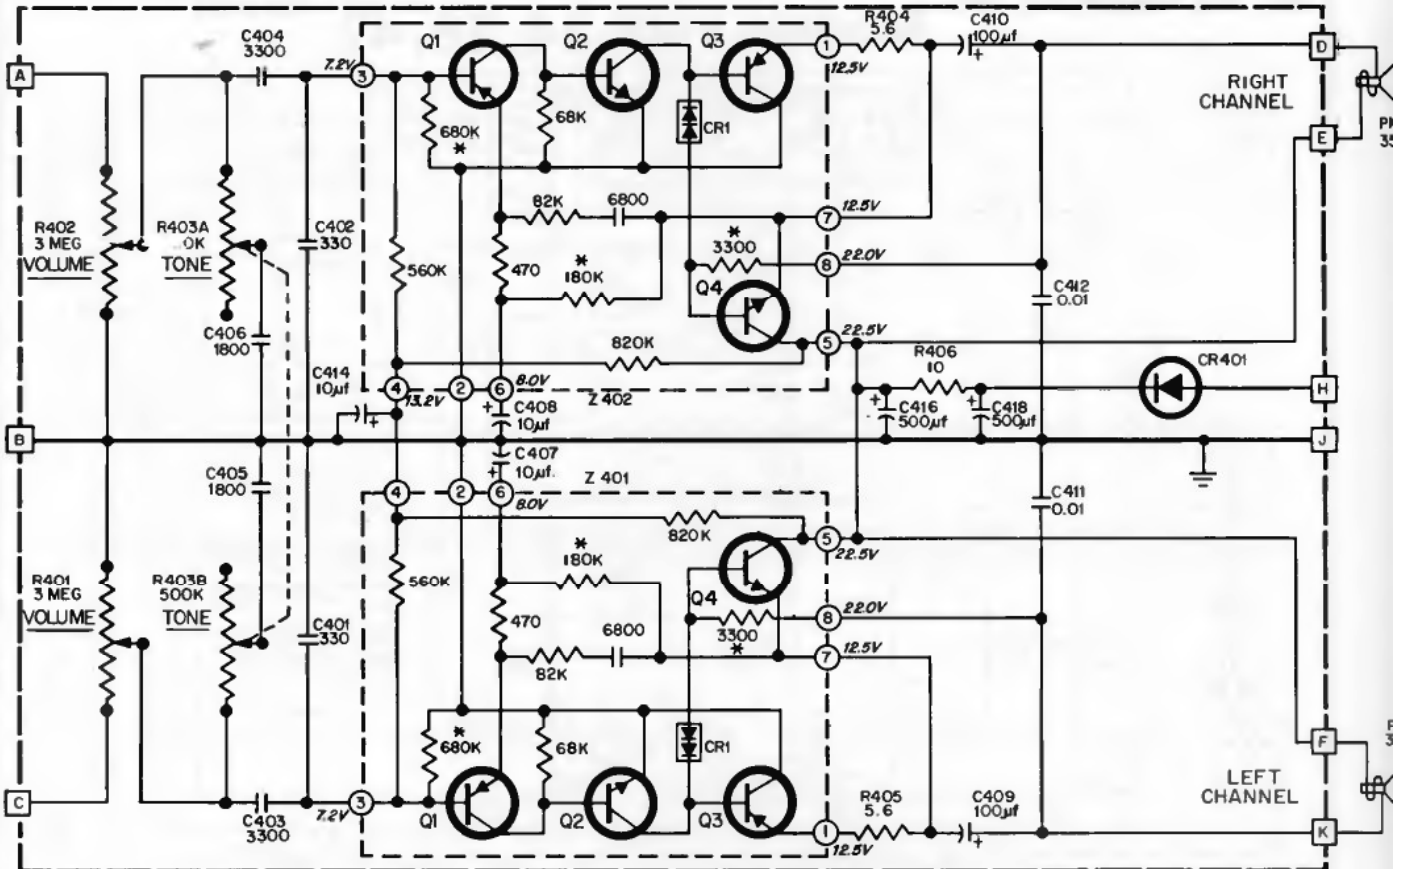 C404
3300
7.2V
3
Q1
Q2
Q3
1
12.5V
R404
5.6
C410
100µf
+
D
RIGHT
CHANNEL
E
A
680K
*
68K
CR1
R402
3 MEG
VOLUME
R403A
0K
TONE
C402
330
82K
6800
7
12.5V
*
3300
8
22.0V
560K
470
*
180K
Q4
C412
0.01
C406
1800
820K
5
22.5V
R406
10
CR401
C414
10µf
+
4
13.2V
2
6
8.0V
Z 402
+
C408
10µf
+
C416
500µf
C418
500µf
+
H
B
J
C407
10µf.
+
Z 401
C405
1800
4
2
6
8.0V
C411
0.01
820K
5
22.5V
*
180K
560K
Q4
R401
3 MEG
VOLUME
R403B
500K
TONE
C401
330
470
6800
3300
*
8
22.0V
7
12.5V
82K
*
680K
68K
CR1
F
LEFT
CHANNEL
C
C403
3300
7.2V
3
Q1
Q2
Q3
1
12.5V
R405
5.6
C409
100µf
+
K